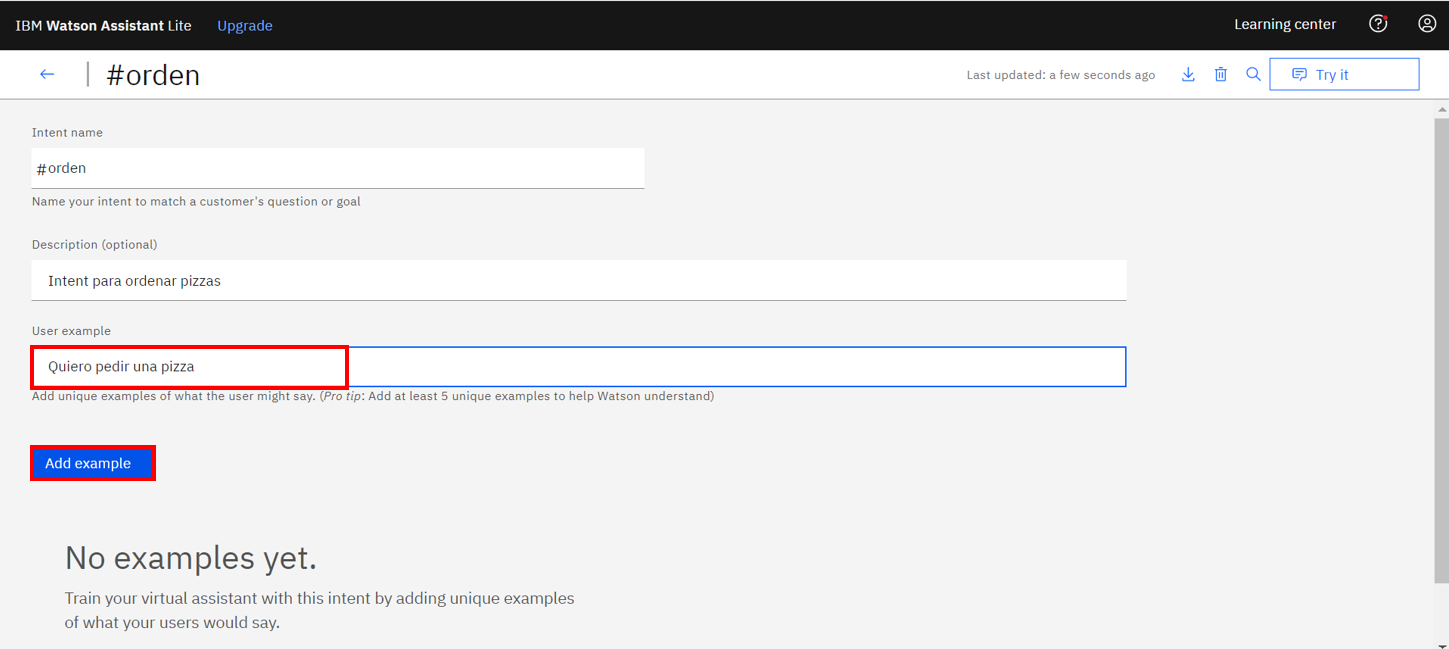 IBM Watson Assistant Lite Upgrade Learning center
#orden Last updated: a few seconds ago Try it
Intent name
#orden
Name your intent to match a customer's question or goal
Description (optional)
Intent para ordenar pizzas
User example
Quiero pedir una pizza
Add unique examples of what the user might say. (Pro tip: Add at least 5 unique examples to help Watson understand)
Add example
No examples yet.
Train your virtual assistant with this intent by adding unique examples
of what your users would say.